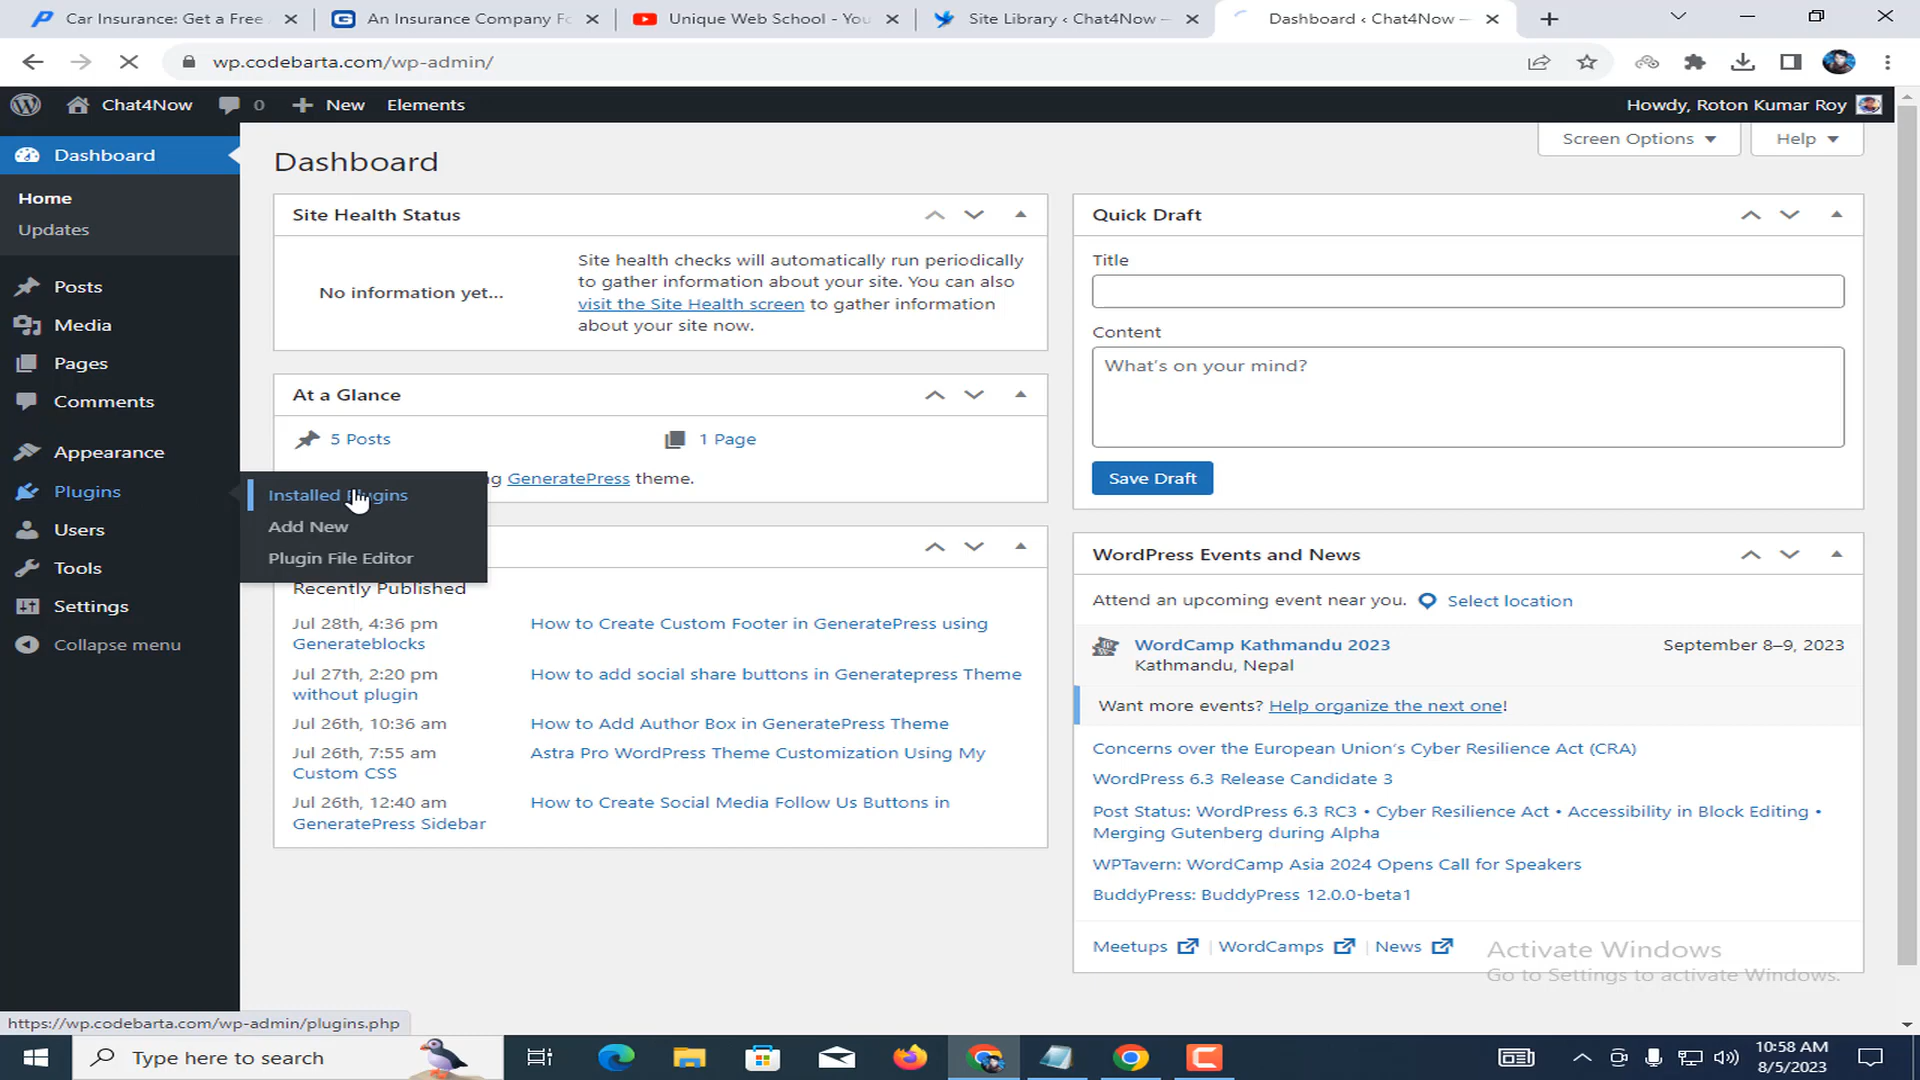 Car Insurance: Get a Free
An Insurance Company Fo
Unique Web School - You
Site Library ‹ Chat4Now —
Dashboard ‹ Chat4Now —
wp.codebarta.com/wp-admin/
Chat4Now
0
New
Elements
Howdy, Roton Kumar Roy
Dashboard
Home
Updates
Posts
Media
Pages
Comments
Appearance
Plugins
Users
Tools
Settings
Collapse menu
Installed Plugins
Add New
Plugin File Editor
Screen Options
Help
Dashboard
Site Health Status
No information yet...
Site health checks will automatically run periodically
to gather information about your site. You can also
visit the Site Health screen to gather information
about your site now.
At a Glance
5 Posts
1 Page
g GeneratePress theme.
Recently Published
Jul 28th, 4:36 pm How to Create Custom Footer in GeneratePress using
Generateblocks
Jul 27th, 2:20 pm How to add social share buttons in Generatepress Theme
without plugin
Jul 26th, 10:36 am How to Add Author Box in GeneratePress Theme
Jul 26th, 7:55 am Astra Pro WordPress Theme Customization Using My
Custom CSS
Jul 26th, 12:40 am How to Create Social Media Follow Us Buttons in
GeneratePress Sidebar
Quick Draft
Title
Content
What's on your mind?
Save Draft
WordPress Events and News
Attend an upcoming event near you. Select location
WordCamp Kathmandu 2023 September 8–9, 2023
Kathmandu, Nepal
Want more events? Help organize the next one!
Concerns over the European Union's Cyber Resilience Act (CRA)
WordPress 6.3 Release Candidate 3
Post Status: WordPress 6.3 RC3 • Cyber Resilience Act • Accessibility in Block Editing •
Merging Gutenberg during Alpha
WPTavern: WordCamp Asia 2024 Opens Call for Speakers
BuddyPress: BuddyPress 12.0.0-beta1
Meetups | WordCamps | News
Activate Windows
Go to Settings to activate Windows.
https://wp.codebarta.com/wp-admin/plugins.php
Type here to search
10:58 AM
8/5/2023